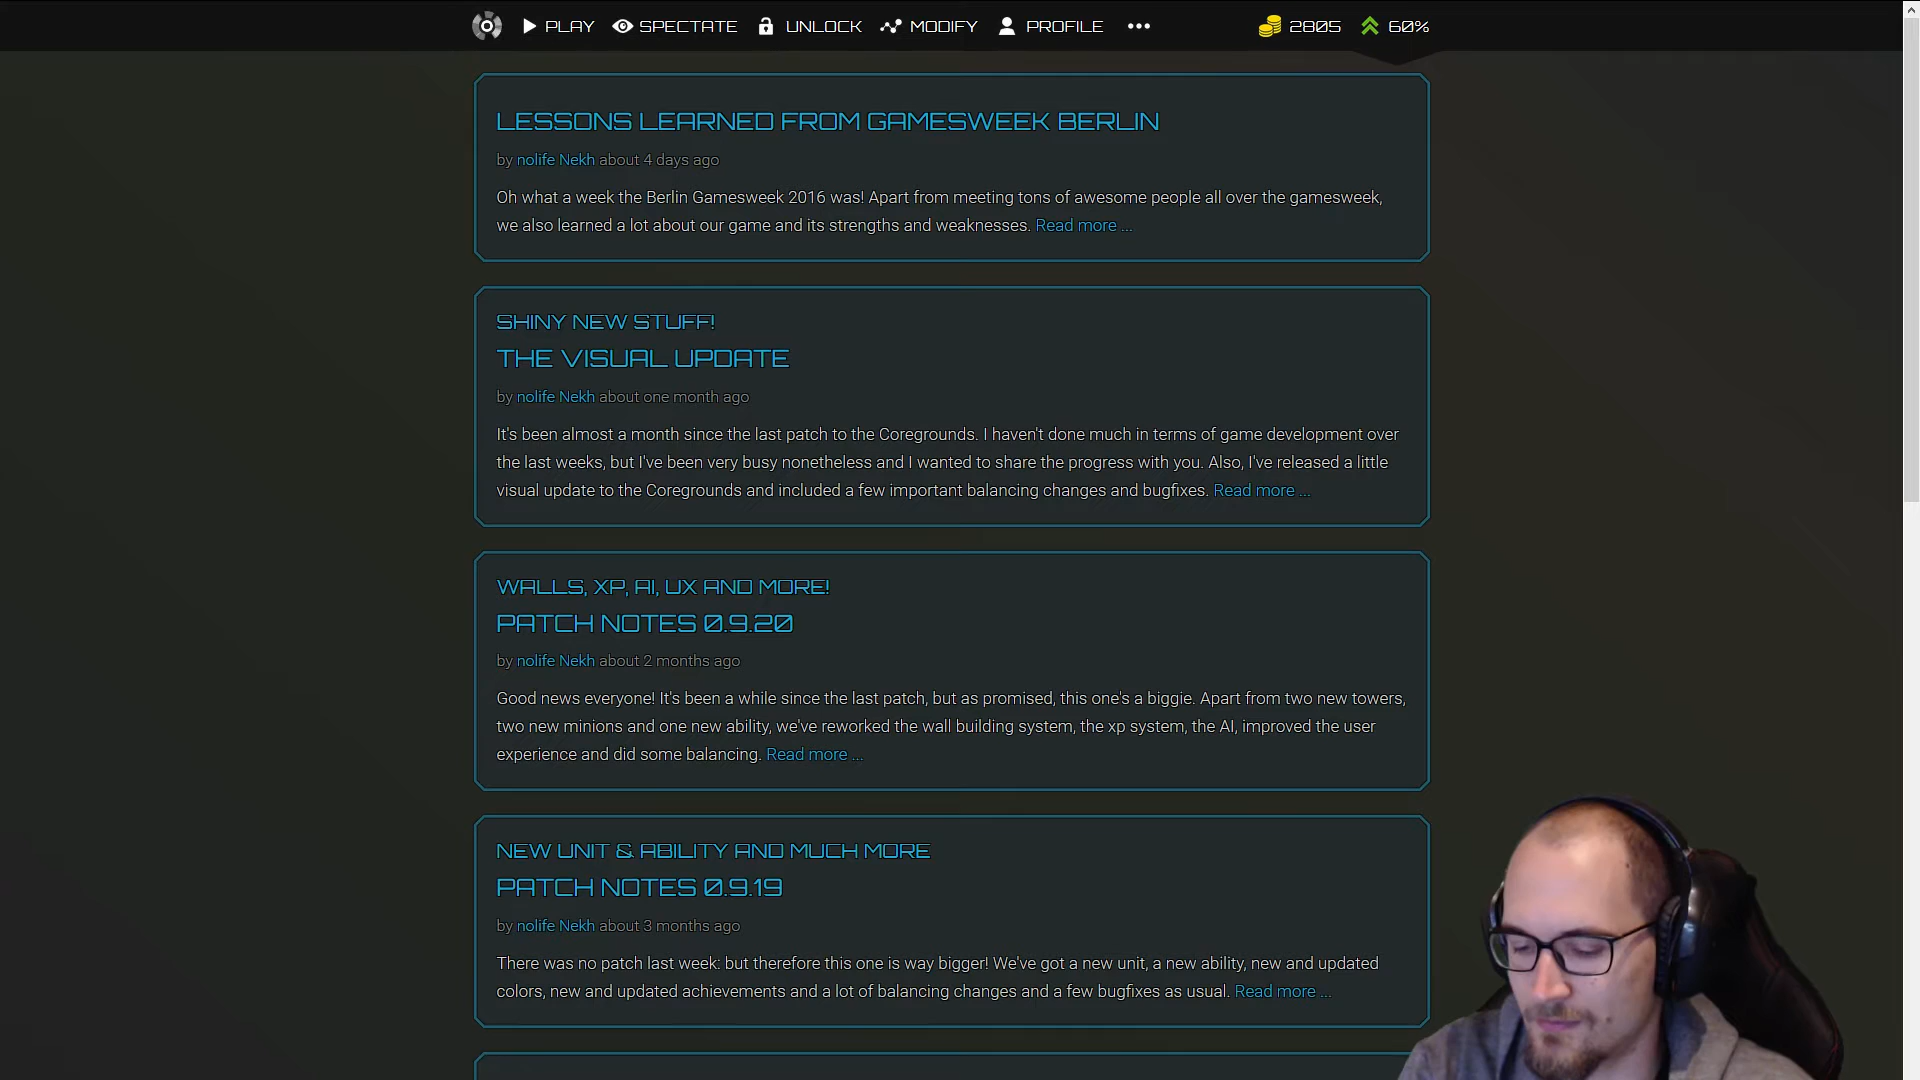 PLAY SPECTATE UNLOCK MODIFY PROFILE 2805 60%
LESSONS LEARNED FROM GAMESWEEK BERLIN
by nolife Nekh about 4 days ago
Oh what a week the Berlin Gamesweek 2016 was! Apart from meeting tons of awesome people all over the gamesweek,
we also learned a lot about our game and its strengths and weaknesses. Read more ...
SHINY NEW STUFF!
THE VISUAL UPDATE
by nolife Nekh about one month ago
It's been almost a month since the last patch to the Coregrounds. I haven't done much in terms of game development over
the last weeks, but I've been very busy nonetheless and I wanted to share the progress with you. Also, I've released a little
visual update to the Coregrounds and included a few important balancing changes and bugfixes. Read more ...
WALLS, XP, AI, UX AND MORE!
PATCH NOTES 0.9.20
by nolife Nekh about 2 months ago
Good news everyone! It's been a while since the last patch, but as promised, this one's a biggie. Apart from two new towers,
two new minions and one new ability, we've reworked the wall building system, the xp system, the AI, improved the user
experience and did some balancing. Read more ...
NEW UNIT & ABILITY AND MUCH MORE
PATCH NOTES 0.9.19
by nolife Nekh about 3 months ago
There was no patch last week: but therefore this one is way bigger! We've got a new unit, a new ability, new and updated
colors, new and updated achievements and a lot of balancing changes and a few bugfixes as usual. Read more ...